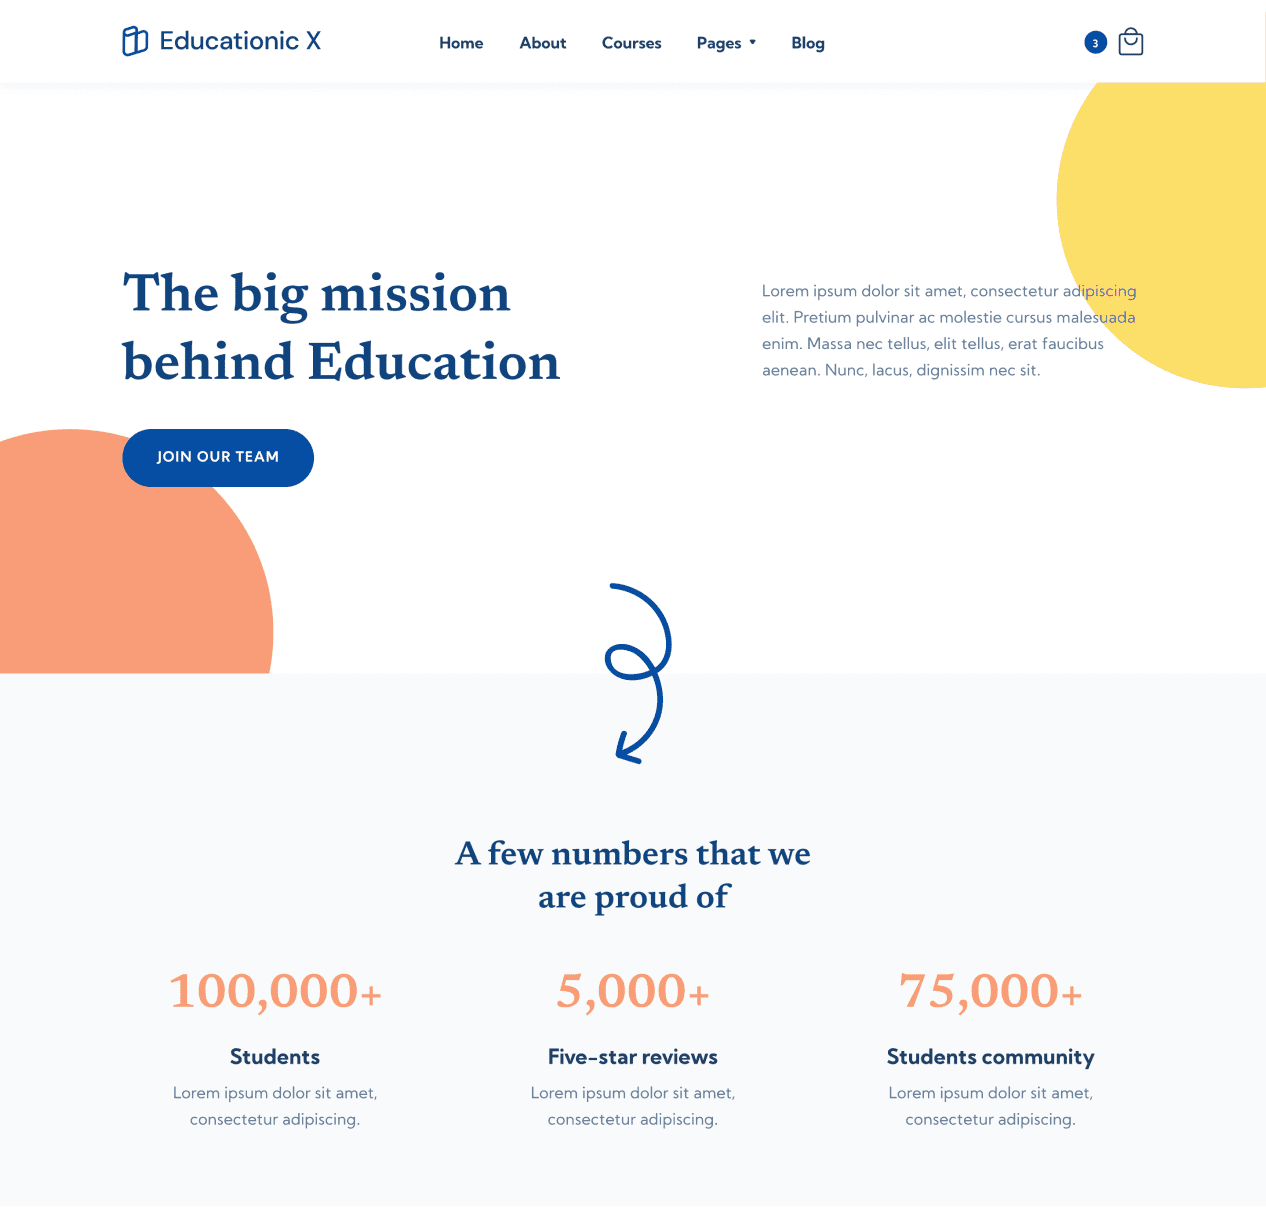 Educationic X
Home About Courses Pages Blog
3
The big mission
behind Education
Lorem ipsum dolor sit amet, consectetur adipiscing
elit. Pretium pulvinar ac molestie cursus malesuada
enim. Massa nec tellus, elit tellus, erat faucibus
aenean. Nunc, lacus, dignissim nec sit.
JOIN OUR TEAM
A few numbers that we
are proud of
100,000+
Students
Lorem ipsum dolor sit amet,
consectetur adipiscing.
5,000+
Five-star reviews
Lorem ipsum dolor sit amet,
consectetur adipiscing.
75,000+
Students community
Lorem ipsum dolor sit amet,
consectetur adipiscing.